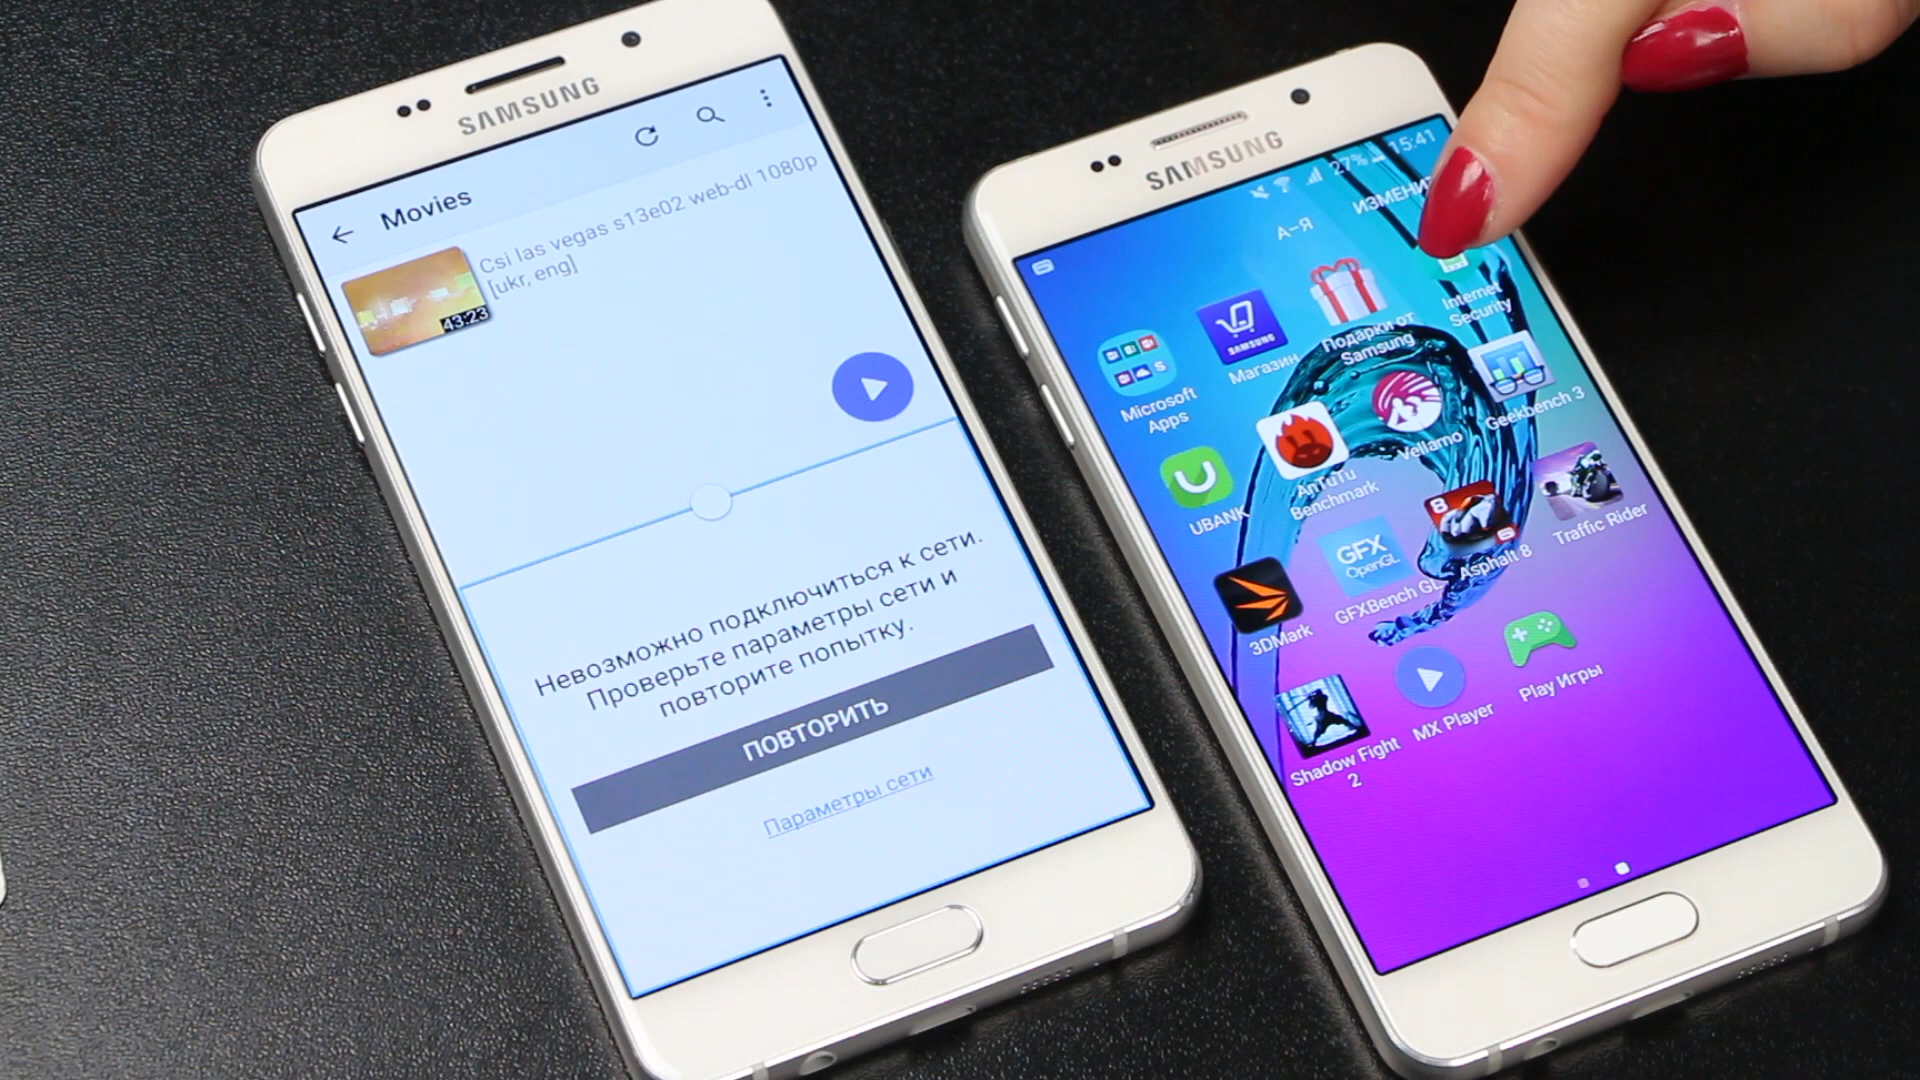 SAMSUNG
Movies
Csi las vegas s13e02 web-dl 1080p
[ukr, eng]
43:23
Невозможно подключиться к сети.
Проверьте параметры сети и
повторите попытку.
ПОВТОРИТЬ
Параметры сети
SAMSUNG
27% 15:41
А-Я
Microsoft
Apps
SAMSUNG
Магазин
Подарки от
Samsung
Internet
Security
UBANK
AnTuTu
Benchmark
Vellamo
Geekbench 3
3DMark
GFX
OpenGL
GFXBench GL
8
Asphalt 8
Traffic Rider
Shadow Fight
2
MX Player
Play Игры